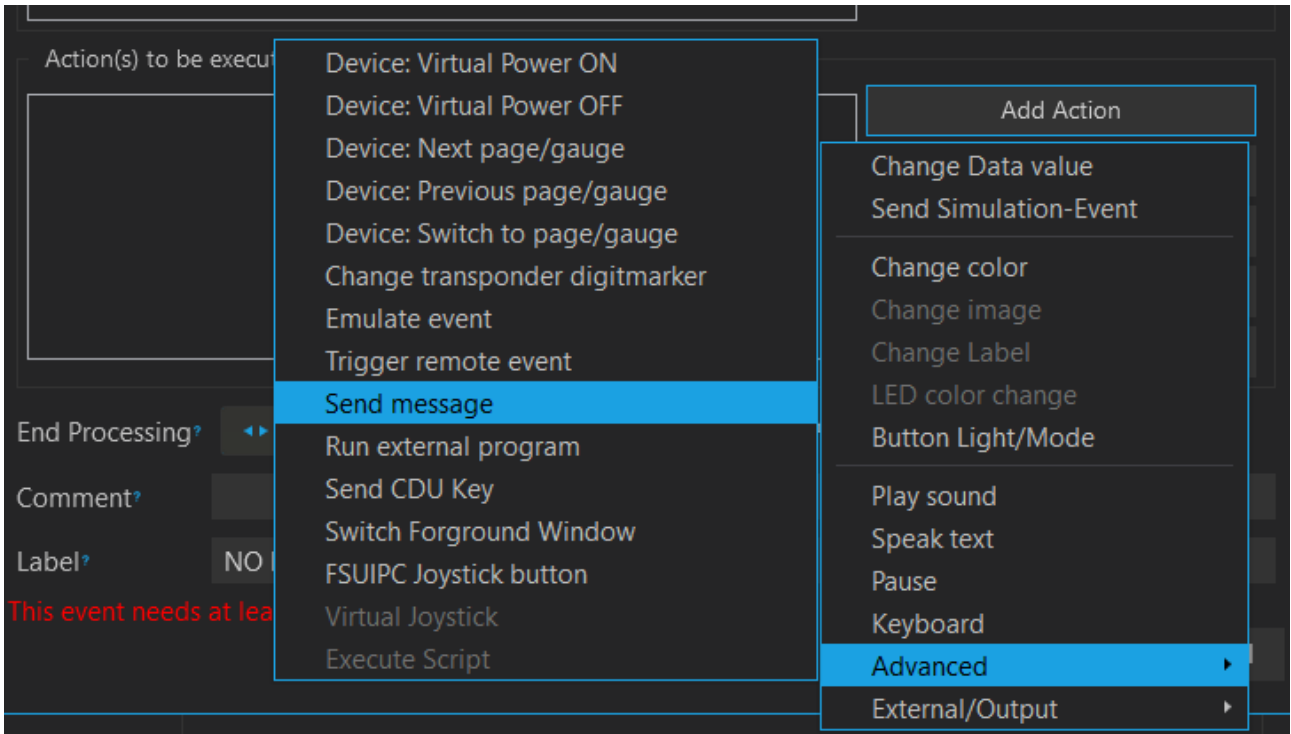 Action(s) to be execut
Device: Virtual Power ON
Device: Virtual Power OFF
Device: Next page/gauge
Device: Previous page/gauge
Device: Switch to page/gauge
Change transponder digitmarker
Emulate event
Trigger remote event
Send message
Run external program
Send CDU Key
Switch Forground Window
FSUIPC Joystick button
Virtual Joystick
Execute Script
Add Action
Change Data value
Send Simulation-Event
Change color
Change image
Change Label
LED color change
Button Light/Mode
Play sound
Speak text
Pause
Keyboard
Advanced
External/Output
End Processing?
Comment?
Label?
NO
This event needs at lea